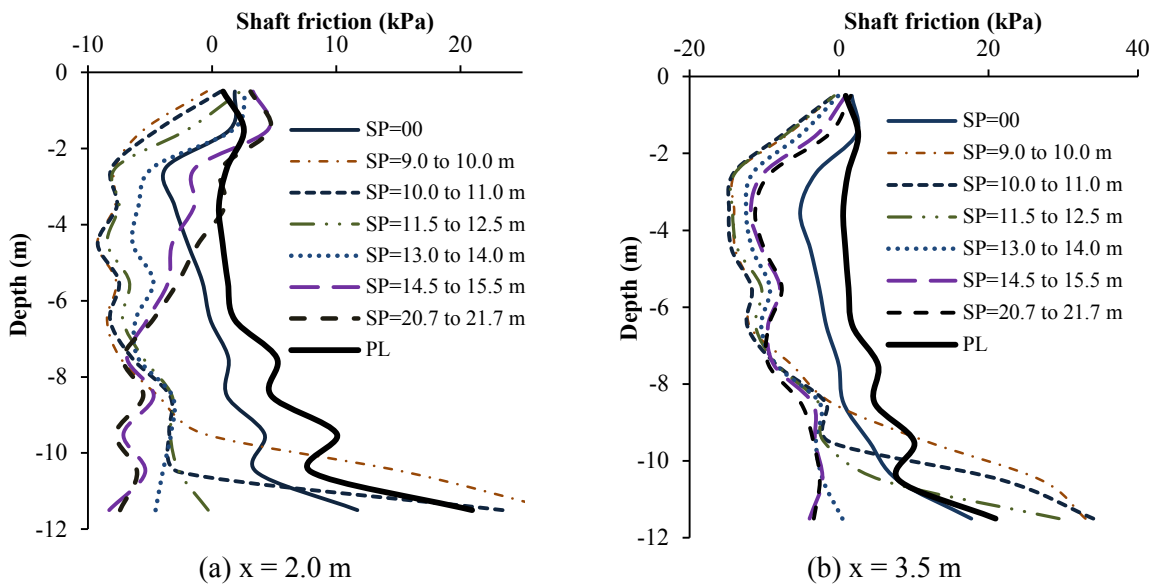 Shaft friction (kPa)
-10 0 10 20
0
-2
-4
-6
-8
-10
-12
Depth (m)
SP=00
SP=9.0 to 10.0 m
SP=10.0 to 11.0 m
SP=11.5 to 12.5 m
SP=13.0 to 14.0 m
SP=14.5 to 15.5 m
SP=20.7 to 21.7 m
PL
(a) x = 2.0 m
Shaft friction (kPa)
-20 0 20 40
0
-2
-4
-6
-8
-10
-12
Depth (m)
SP=00
SP=9.0 to 10.0 m
SP=10.0 to 11.0 m
SP=11.5 to 12.5 m
SP=13.0 to 14.0 m
SP=14.5 to 15.5 m
SP=20.7 to 21.7 m
PL
(b) x = 3.5 m